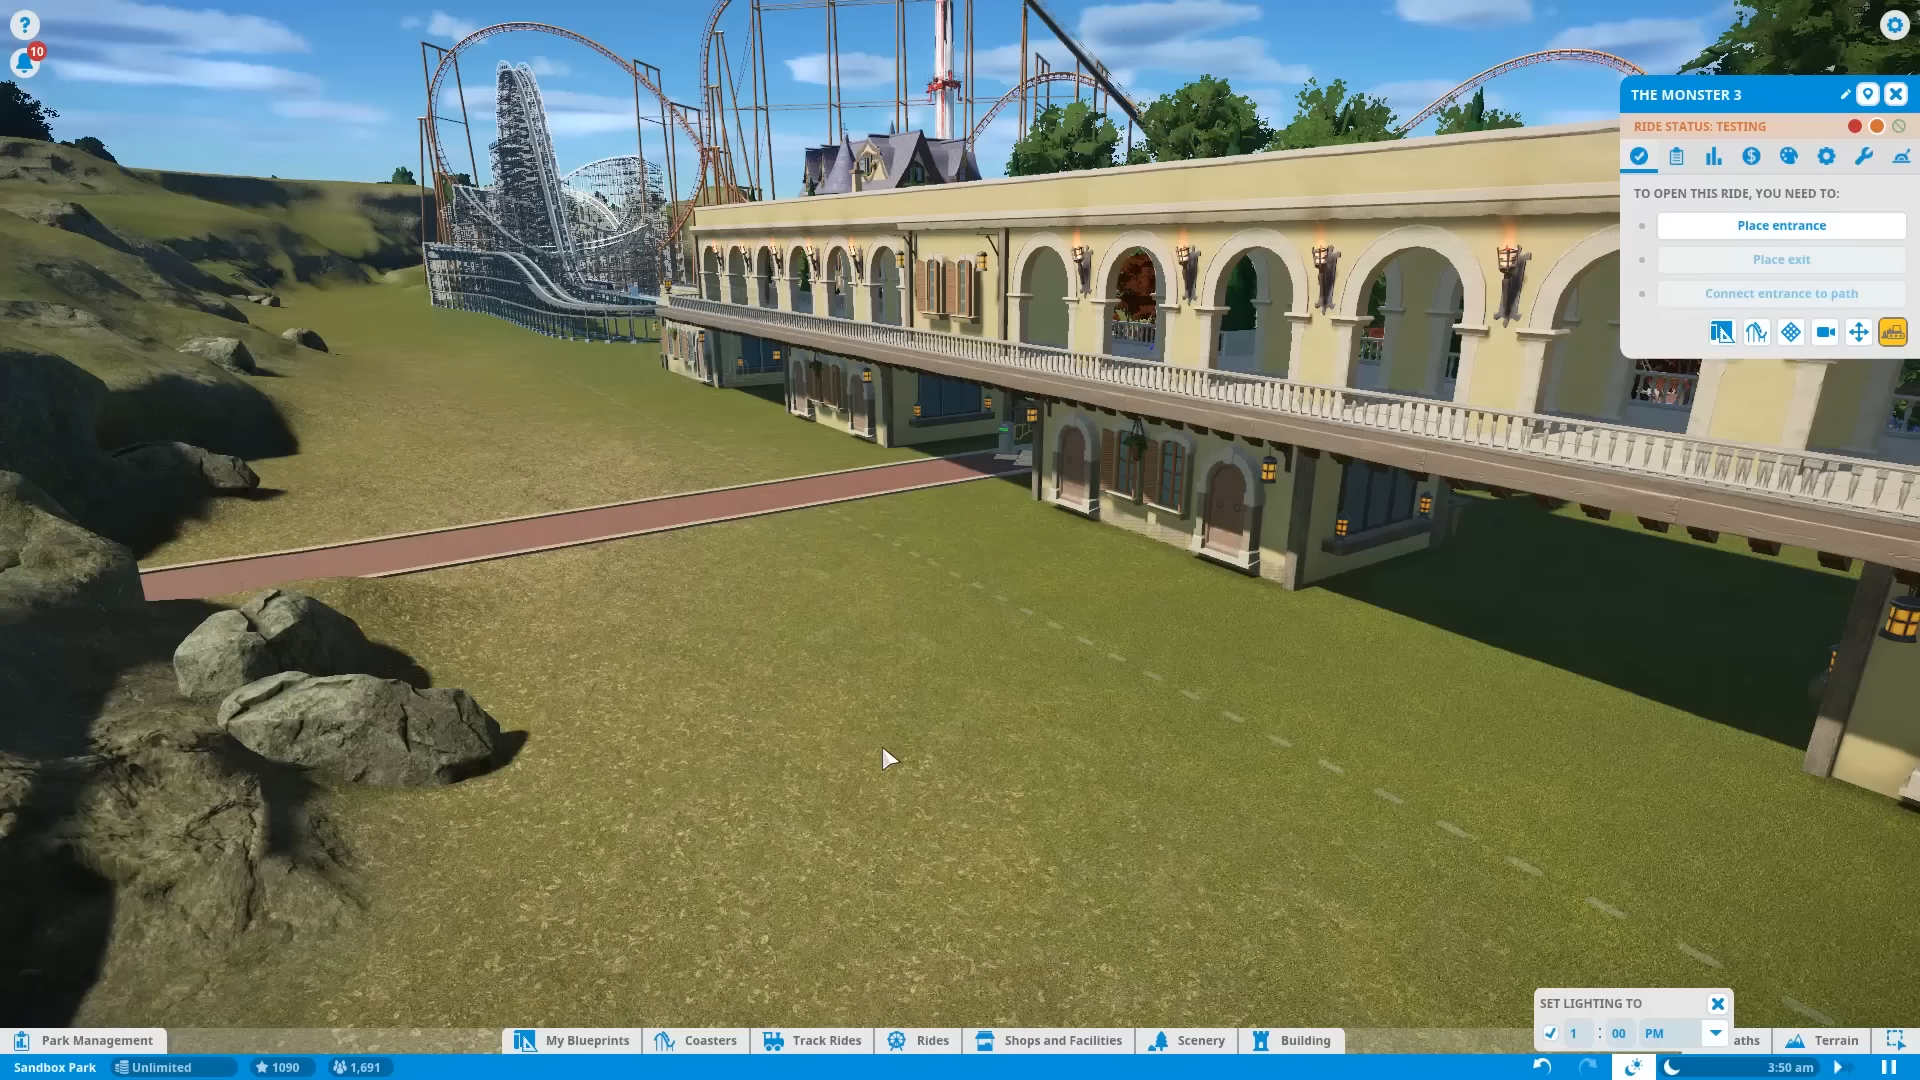 ?
10
THE MONSTER 3
RIDE STATUS: TESTING
TO OPEN THIS RIDE, YOU NEED TO:
Place entrance
Place exit
Connect entrance to path
SET LIGHTING TO
1 : 00 PM
Park Management
My Blueprints
Coasters
Track Rides
Rides
Shops and Facilities
Scenery
Building
aths
Terrain
Sandbox Park
Unlimited
1090
1,691
3:50 am